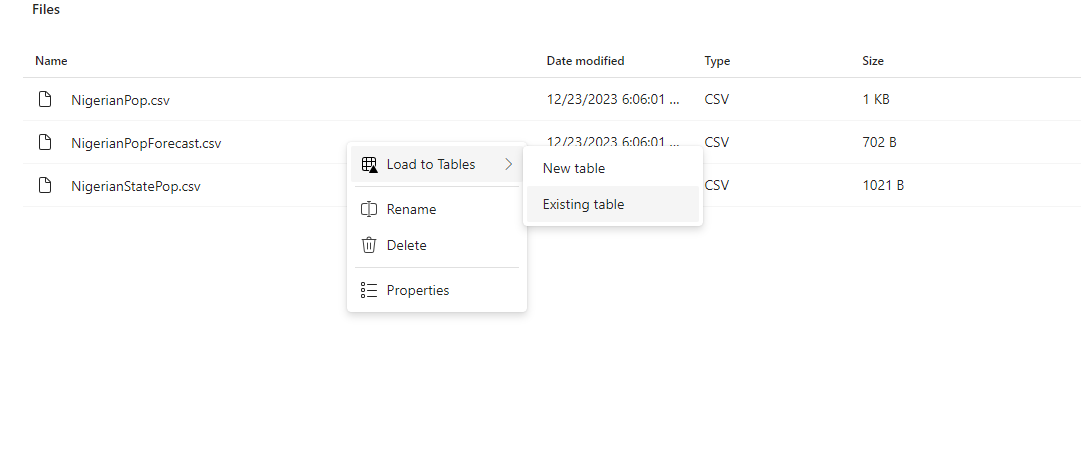 Files
Name Date modified Type Size
NigerianPop.csv 12/23/2023 6:06:01 ... CSV 1 KB
NigerianPopForecast.csv 12/23/2023 6:06:01 ... CSV 702 B
NigerianStatePop.csv CSV 1021 B
Load to Tables
New table
Existing table
Rename
Delete
Properties